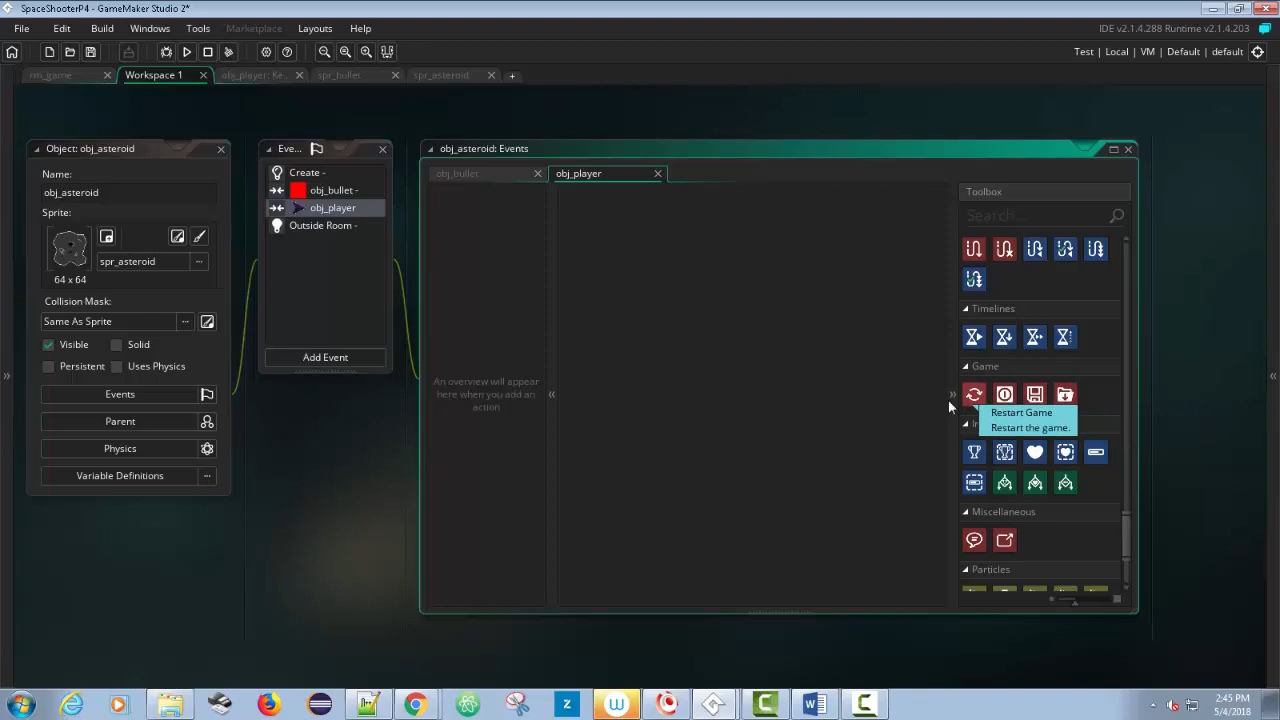 SpaceShooterP4 - GameMaker Studio 2*
File Edit Build Windows Tools Marketplace Layouts Help
IDE v2.1.4.288 Runtime v2.1.4.203
Test | Local | VM | Default | default
rm_game Workspace 1 obj_player: Ke... spr_bullet spr_asteroid
Object: obj_asteroid
Name:
obj_asteroid
Sprite:
spr_asteroid
64 x 64
Collision Mask:
Same As Sprite
Visible Solid
Persistent Uses Physics
Events
Parent
Physics
Variable Definitions
Eve...
Create -
obj_bullet -
obj_player
Outside Room -
Add Event
obj_asteroid: Events
obj_bullet obj_player
An overview will appear
here when you add an
action
Toolbox
Search...
Timelines
Game
Restart Game
Restart the game.
Miscellaneous
Particles
2:45 PM
5/4/2018